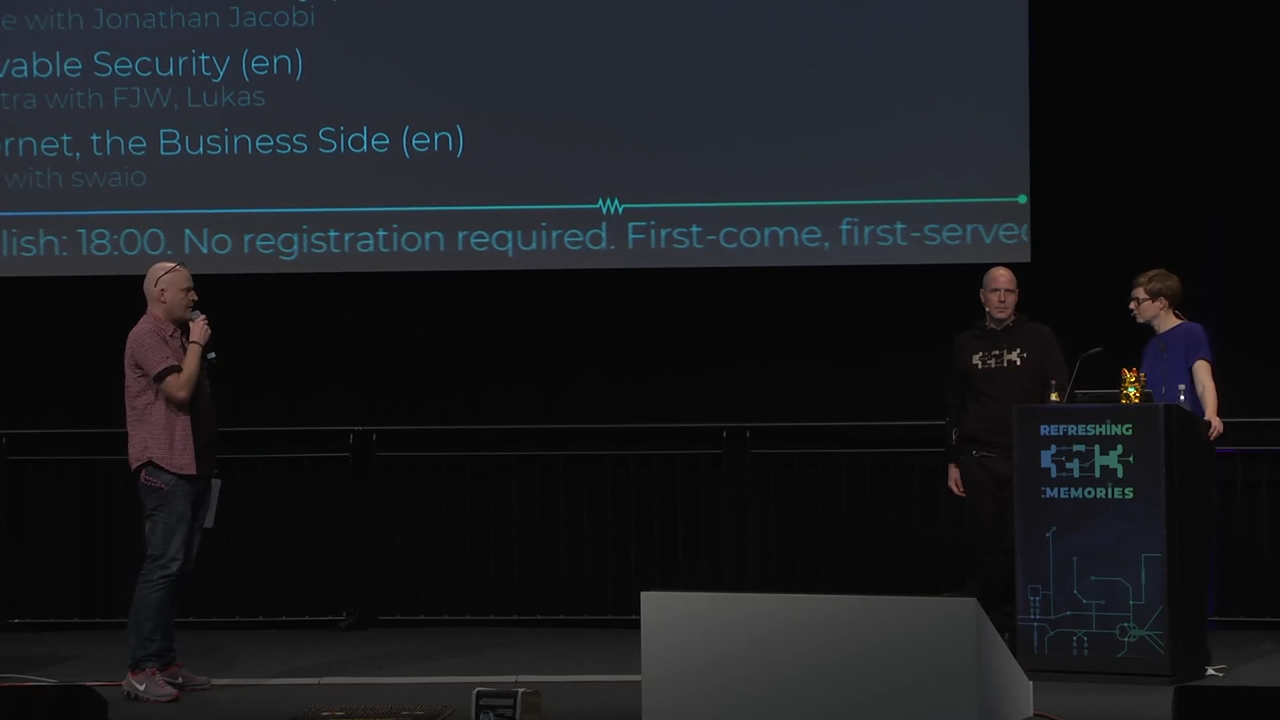 e with Jonathan Jacobi
vable Security (en)
tra with FJW, Lukas
ernet, the Business Side (en)
with swaio
lish: 18:00. No registration required. First-come, first-served
REFRESHING
:MEMORIES